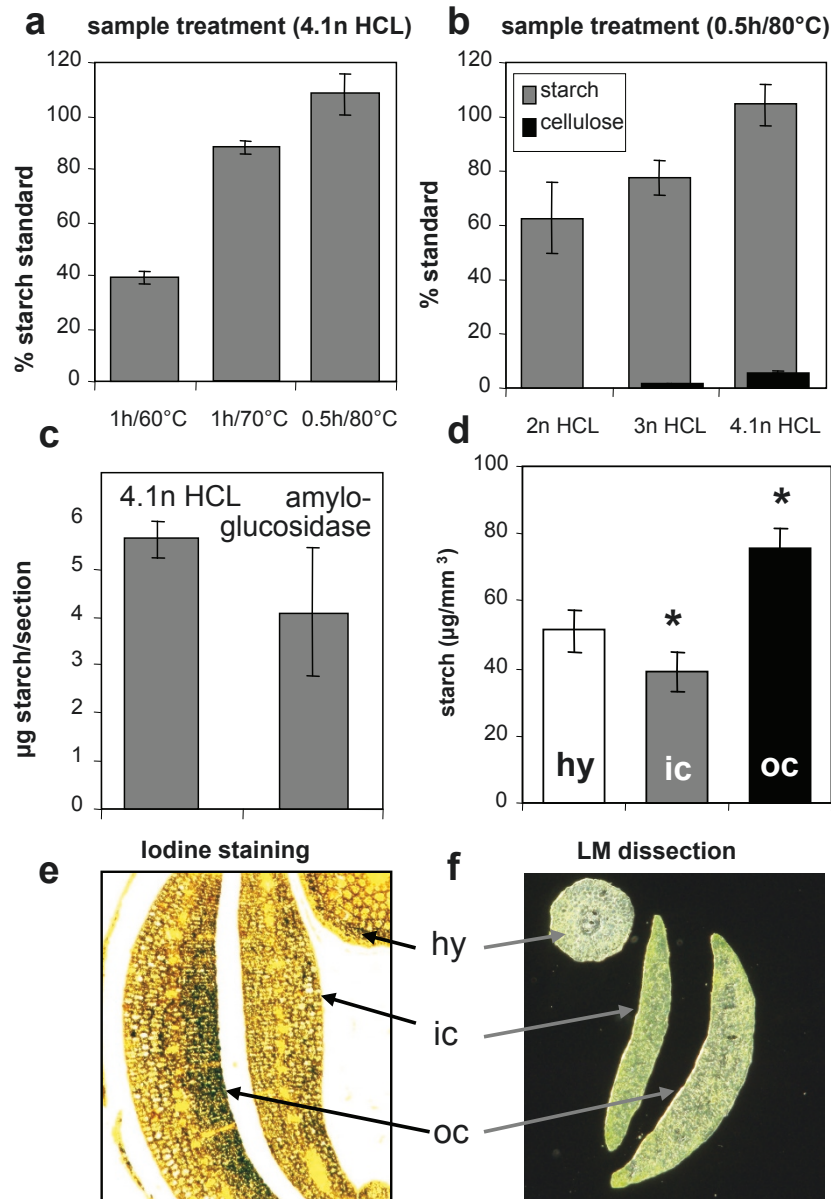 a sample treatment (4.1n HCL)
% starch standard
120
100
80
60
40
20
0
1h/60°C 1h/70°C 0.5h/80°C
b sample treatment (0.5h/80°C)
% standard
120
100
80
60
40
20
0
starch
cellulose
2n HCL 3n HCL 4.1n HCL
c
µg starch/section
6
5
4
3
2
1
0
4.1n HCL
amylo-
glucosidase
d
starch (µg/mm³)
100
80
60
40
20
0
hy
* ic
* oc
e Iodine staining
f LM dissection
hy
ic
oc